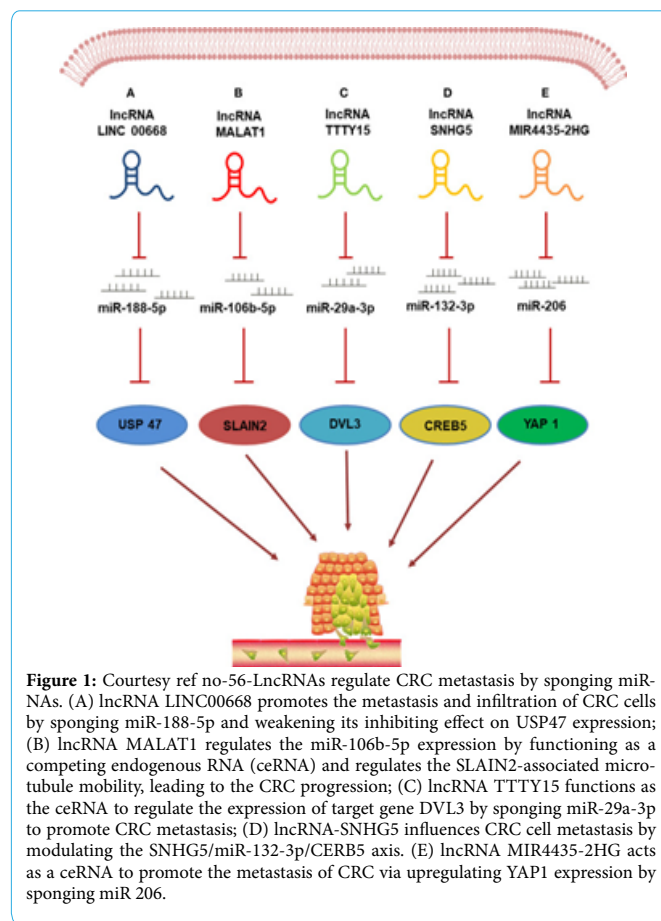 A B C D E
lncRNA lncRNA lncRNA lncRNA lncRNA
LINC 00668 MALAT1 TTTY15 SNHG5 MIR4435-2HG
miR-188-5p miR-106b-5p miR-29a-3p miR-132-3p miR-206
USP 47 SLAIN2 DVL3 CREB5 YAP 1
Figure 1: Courtesy ref no-56-LncRNAs regulate CRC metastasis by sponging miR-
NAs. (A) lncRNA LINC00668 promotes the metastasis and infiltration of CRC cells
by sponging miR-188-5p and weakening its inhibiting effect on USP47 expression;
(B) lncRNA MALAT1 regulates the miR-106b-5p expression by functioning as a
competing endogenous RNA (ceRNA) and regulates the SLAIN2-associated micro-
tubule mobility, leading to the CRC progression; (C) lncRNA TTTY15 functions as
the ceRNA to regulate the expression of target gene DVL3 by sponging miR-29a-3p
to promote CRC metastasis; (D) lncRNA-SNHG5 influences CRC cell metastasis by
modulating the SNHG5/miR-132-3p/CERB5 axis. (E) lncRNA MIR4435-2HG acts
as a ceRNA to promote the metastasis of CRC via upregulating YAP1 expression by
sponging miR 206.